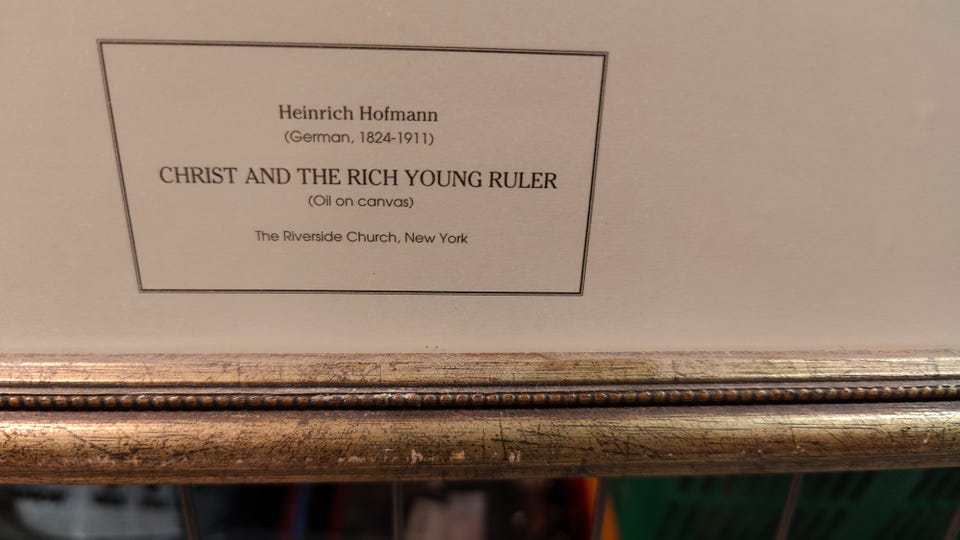 Heinrich Hofmann
(German, 1824-1911)
CHRIST AND THE RICH YOUNG RULER
(Oil on canvas)
The Riverside Church, New York